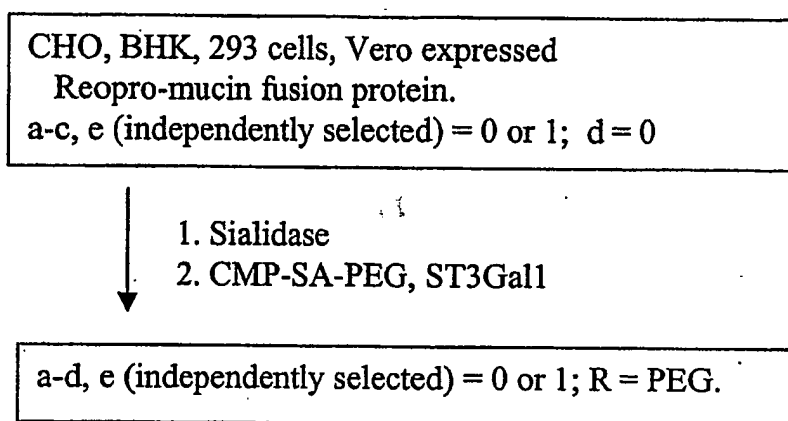 CHO, BHK, 293 cells, Vero expressed
Reopro-mucin fusion protein.
a-c, e (independently selected) = 0 or 1; d = 0
1. Sialidase
2. CMP-SA-PEG, ST3Gal1
a-d, e (independently selected) = 0 or 1; R = PEG.